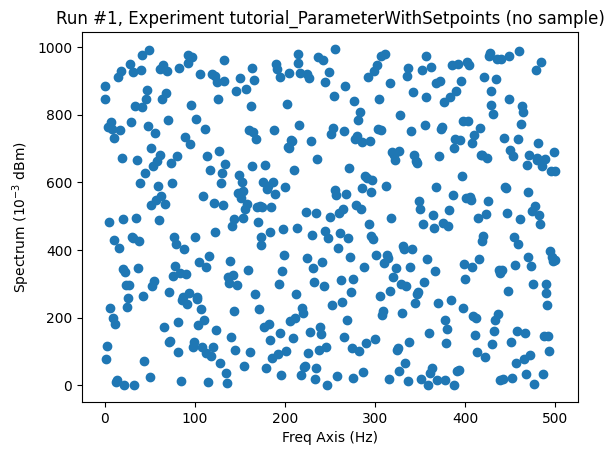 Run #1, Experiment tutorial_ParameterWithSetpoints (no sample)
1000
800
600
400
200
0
Spectrum (10⁻³ dBm)
0 100 200 300 400 500
Freq Axis (Hz)